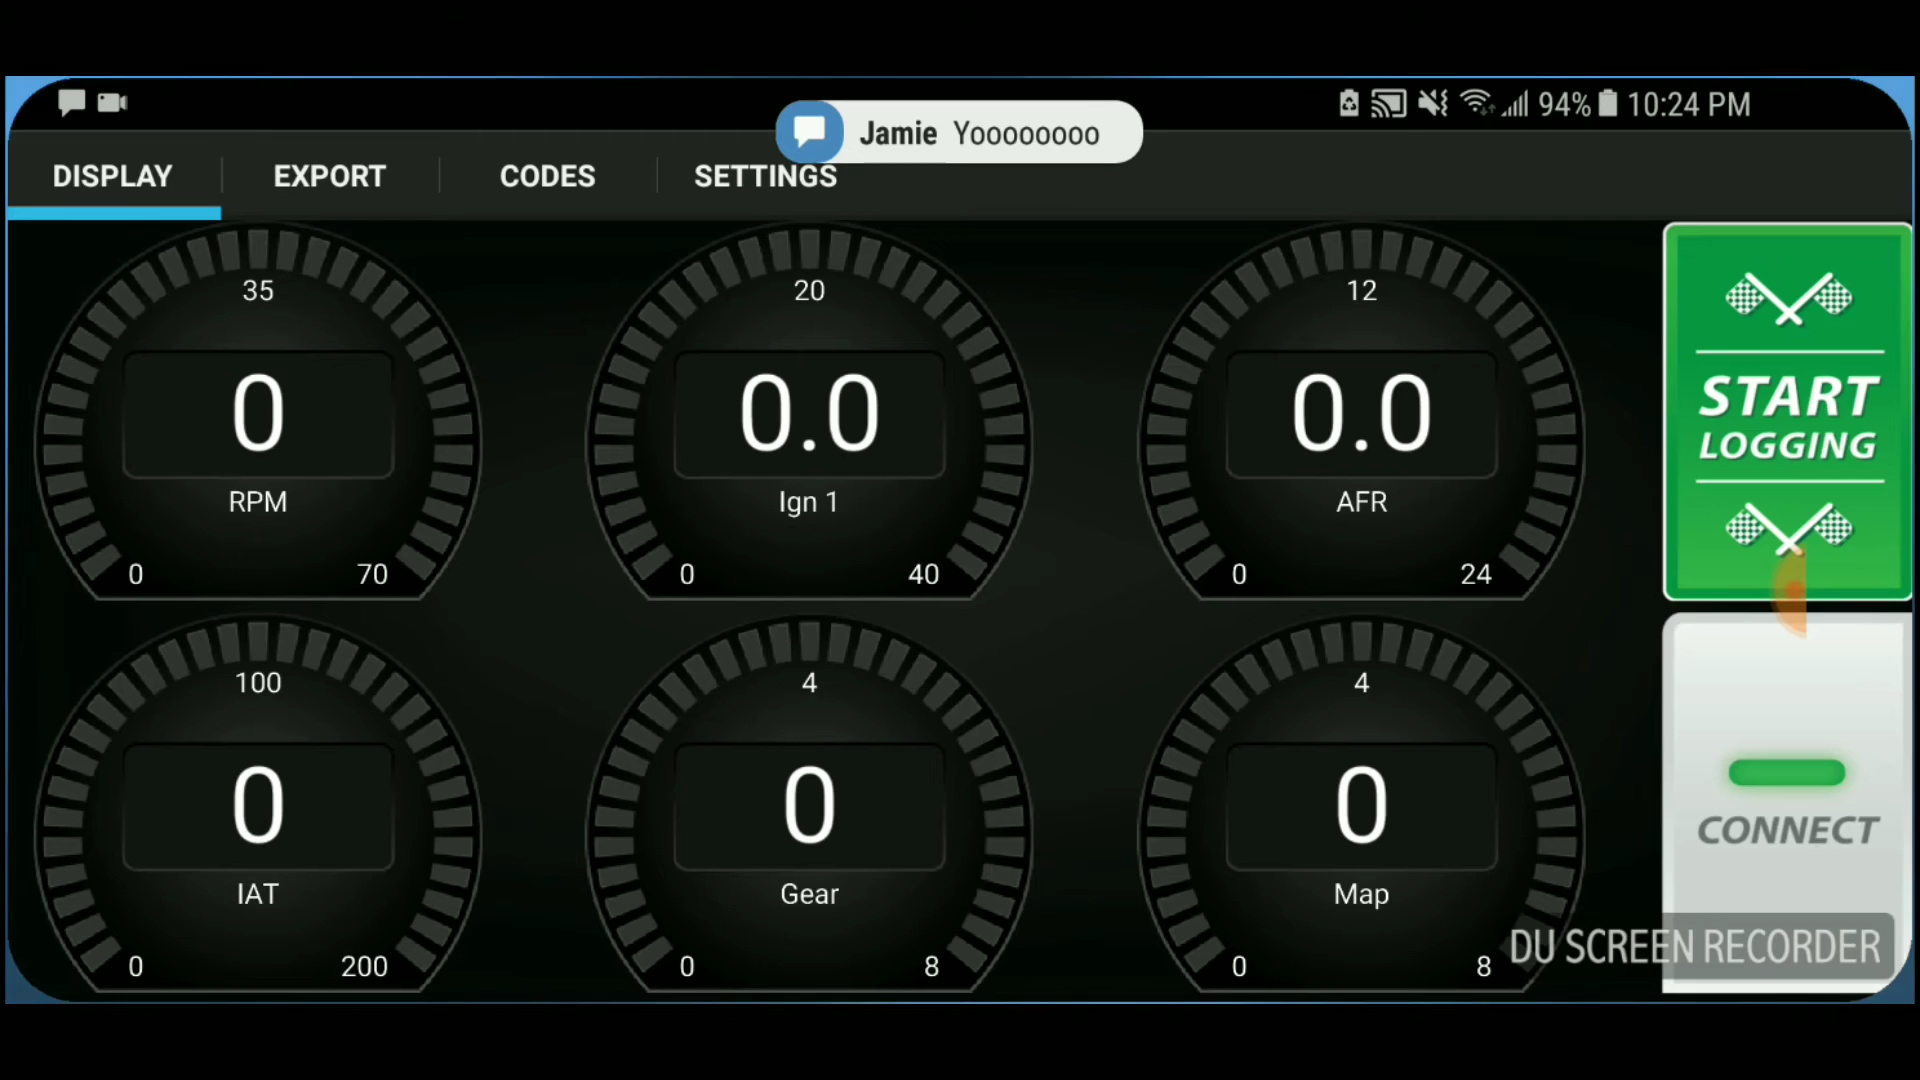 94% 10:24 PM
Jamie Yoooooooo
DISPLAY EXPORT CODES SETTINGS
35
0
RPM
0 70
20
0.0
Ign 1
0 40
12
0.0
AFR
0 24
START
LOGGING
100
0
IAT
0 200
4
0
Gear
0 8
4
0
Map
0 8
CONNECT
DU SCREEN RECORDER